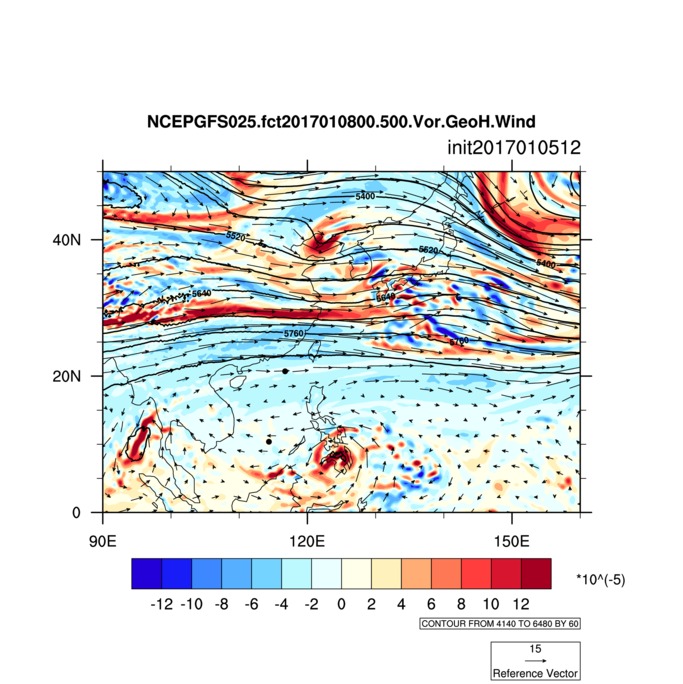 NCEPGFS025.fct2017010800.500.Vor.GeoH.Wind
init2017010512
5400
5520
5520
5400
5640
5640
5760
5760
40N
20N
0
90E 120E 150E
-12 -10 -8 -6 -4 -2 0 2 4 6 8 10 12
*10^(-5)
CONTOUR FROM 4140 TO 6480 BY 60
15
Reference Vector